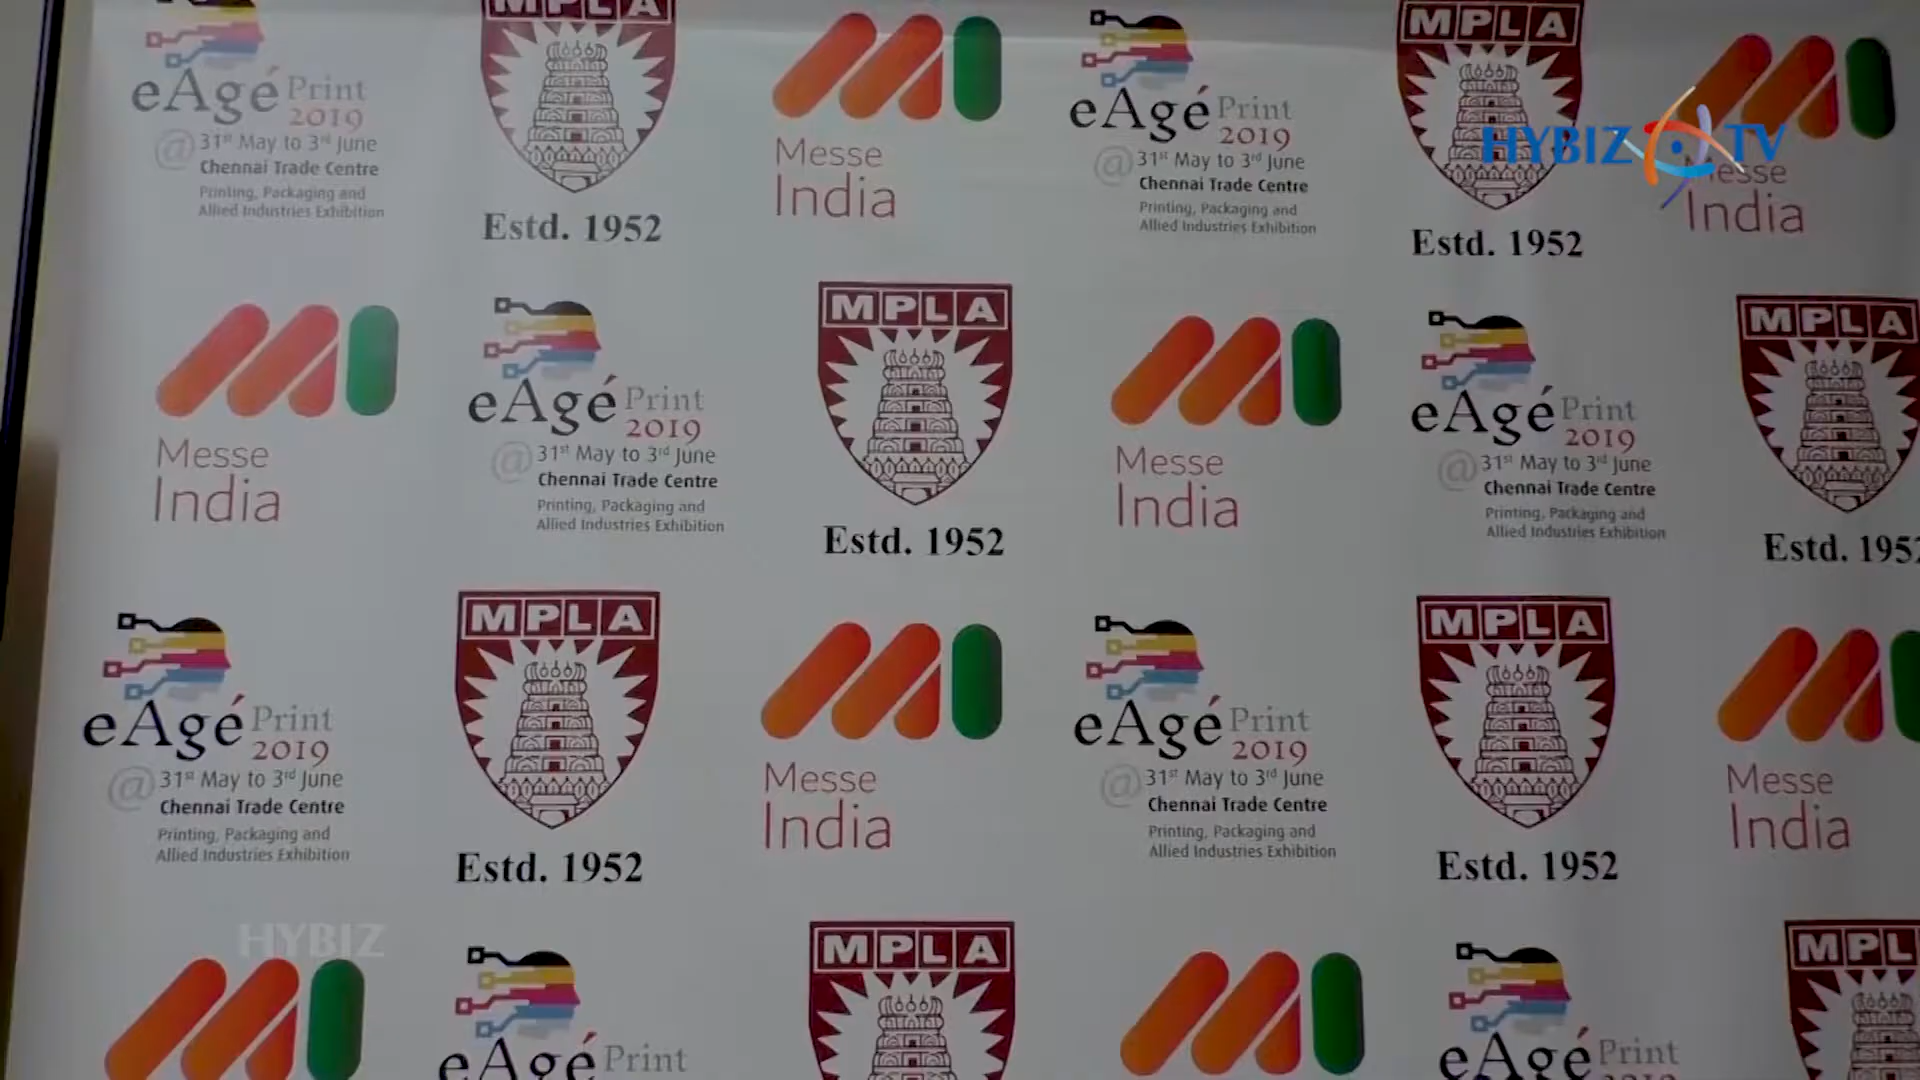 eAgé Print
2019
@ 31st May to 3rd June
Chennai Trade Centre
Printing, Packaging and
Allied Industries Exhibition
MPLA
Estd. 1952
Messe
India
eAgé Print
2019
@ 31st May to 3rd June
Chennai Trade Centre
Printing, Packaging and
Allied Industries Exhibition
MPLA
Estd. 1952
HYBIZ TV
Messe
India
Messe
India
eAgé Print
2019
@ 31st May to 3rd June
Chennai Trade Centre
Printing, Packaging and
Allied Industries Exhibition
MPLA
Estd. 1952
Messe
India
eAgé Print
2019
@ 31st May to 3rd June
Chennai Trade Centre
Printing, Packaging and
Allied Industries Exhibition
MPLA
Estd. 1952
eAgé Print
2019
@ 31st May to 3rd June
Chennai Trade Centre
Printing, Packaging and
Allied Industries Exhibition
MPLA
Estd. 1952
Messe
India
eAgé Print
2019
@ 31st May to 3rd June
Chennai Trade Centre
Printing, Packaging and
Allied Industries Exhibition
MPLA
Estd. 1952
Messe
India
HYBIZ
eAgé Print
MPLA
eAgé Print
2019
MPL